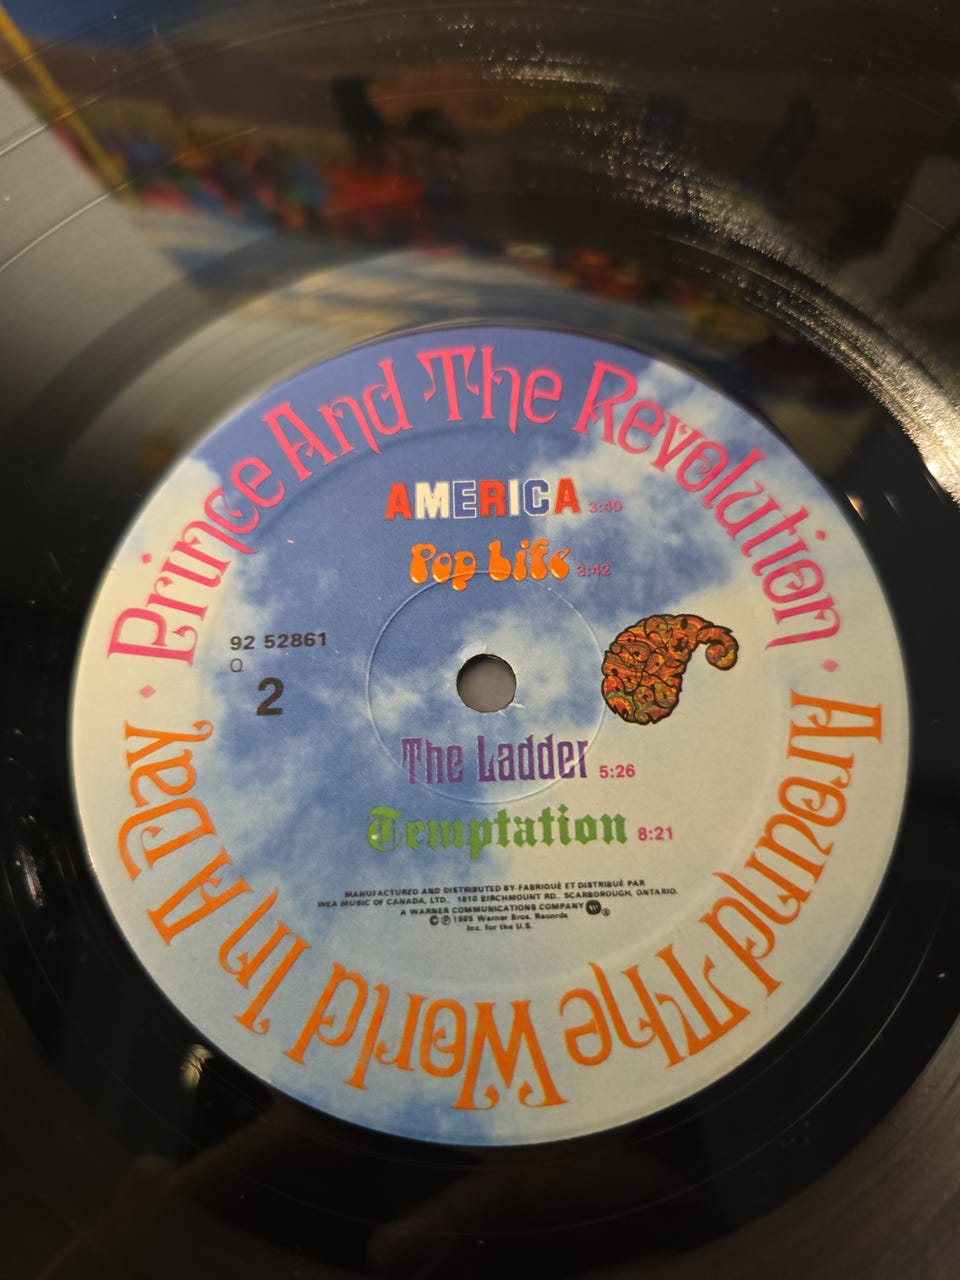 Prince And The Revolution • Around The World In A Day •
AMERICA 3:40
Pop Life 3:42
92 52861
Q
2
The Ladder 5:26
Temptation 8:21
MANUFACTURED AND DISTRIBUTED BY-FABRIQUÉ ET DISTRIBUÉ PAR
WEA MUSIC OF CANADA, LTD. 1810 BIRCHMOUNT RD. SCARBOROUGH, ONTARIO.
A WARNER COMMUNICATIONS COMPANY W ®
© ℗ 1985 Warner Bros. Records
Inc. for the U.S.